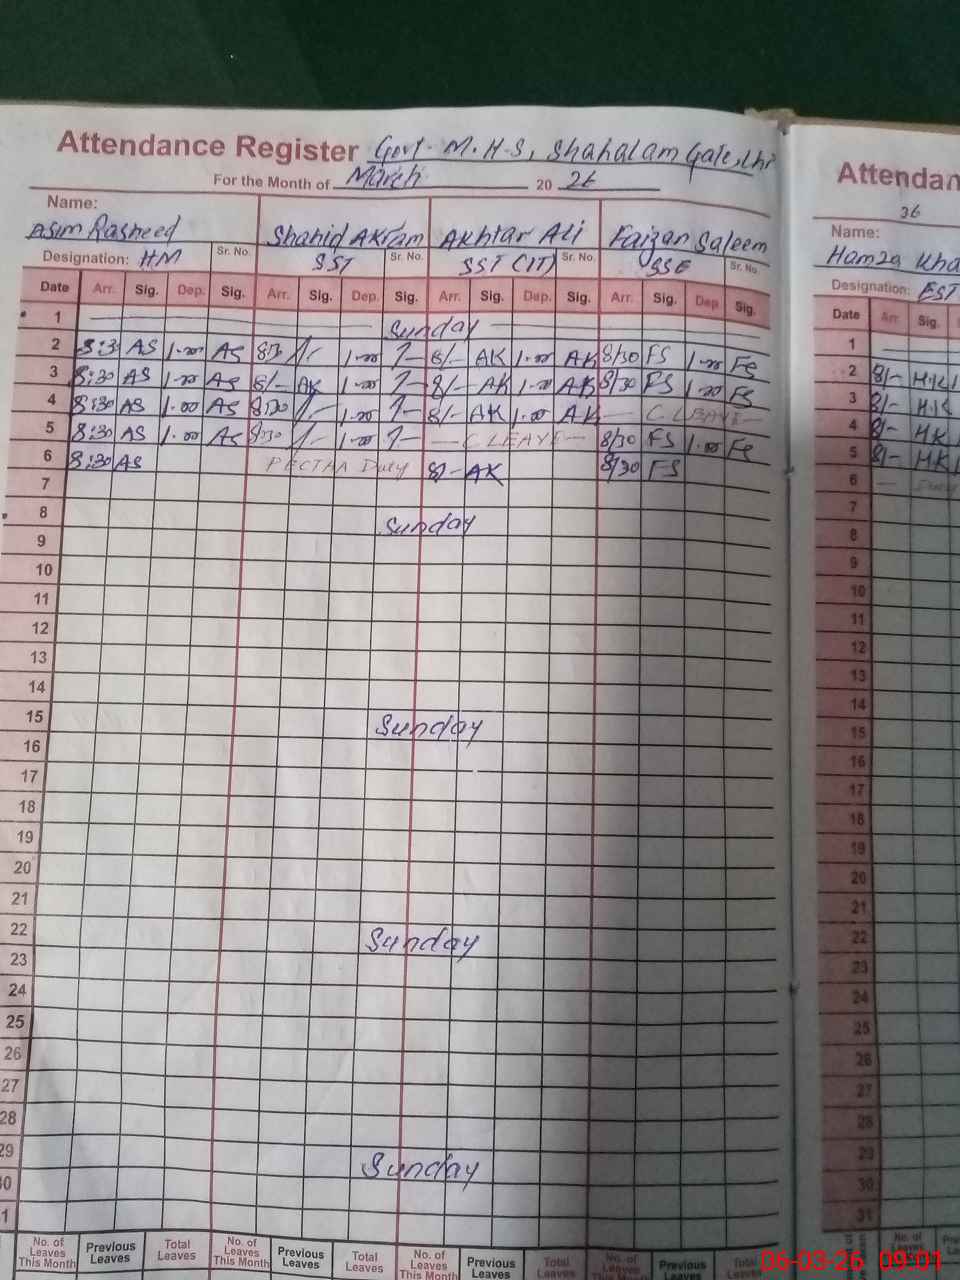 Attendance Register Govt. M.H.S, Shahalam Gate, Lhr
For the Month of March 20 26
Name:
Asim Rasheed Shahid Akram Akhtar Ali Faizan Saleem
Designation: HM SST Sr. No. SST (IT) Sr. No. SSE Sr. No.
Date Arr. Sig. Dep. Sig. Arr. Sig. Dep. Sig. Arr. Sig. Dep. Sig. Arr. Sig. Dep. Sig.
1 Sunday
2 8:30 AS 1.00 AS 8/30 1.00 8/- AK 1.00 AK 8/30 FS 1.00 FS
3 8:30 AS 1.00 AS 8/- AK 1.00 8/- AK 1.00 AK 8/30 FS 1.00 FS
4 8:30 AS 1.00 AS 8/30 1.00 8/- AK 1.00 AK C.LEAVE
5 8:30 AS 1.00 AS 8/30 1.00 C.LEAVE 8/30 FS 1.00 FS
6 8:30 AS PECTAA Duty 8/- AK 8/30 FS
7
8 Sunday
9
10
11
12
13
14
15 Sunday
16
17
18
19
20
21
22 Sunday
23
24
25
26
27
28
29 Sunday
30
31
No. of Leaves This Month Previous Leaves Total Leaves No. of Leaves This Month Previous Leaves Total Leaves No. of Leaves This Month Previous Leaves Total Leaves No. of Leaves This Month Previous Leaves Total Leaves
Attendan
36
Name:
Hamza Kha
Designation: EST
Date Arr. Sig.
1
2 8/- H.K
3 8/- H.K
4 8/- HK
5 8/- HK
6 Duty
7
8
9
10
11
12
13
14
15
16
17
18
19
20
21
22
23
24
25
26
27
28
29
30
31
06-03-26 09:01